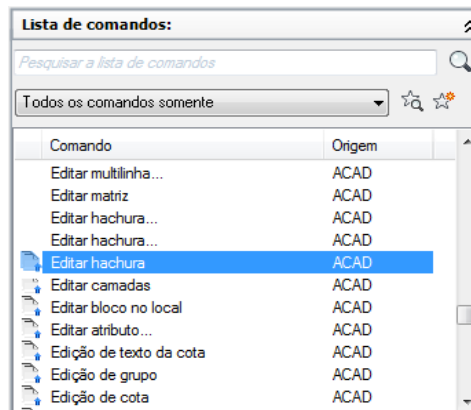 Lista de comandos:
Pesquisar a lista de comandos
Todos os comandos somente
Comando Origem
Editar multilinha... ACAD
Editar matriz ACAD
Editar hachura... ACAD
Editar hachura... ACAD
Editar hachura ACAD
Editar camadas ACAD
Editar bloco no local ACAD
Editar atributo... ACAD
Edição de texto da cota ACAD
Edição de grupo ACAD
Edição de cota ACAD